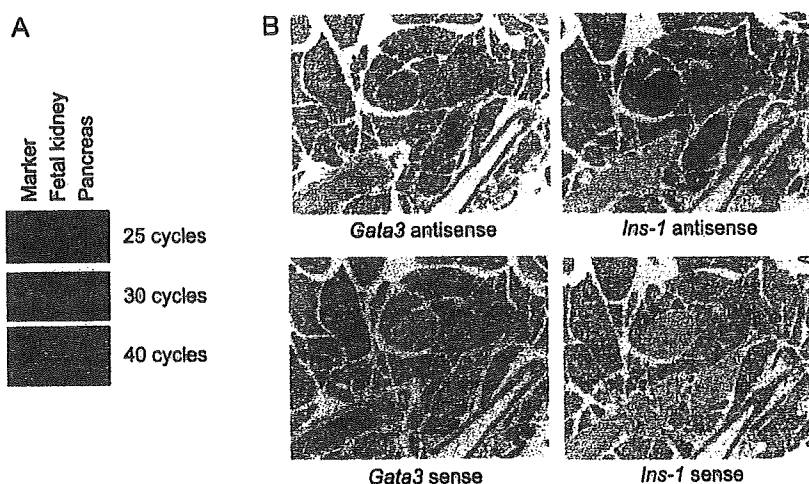 A
Marker
Fetal kidney
Pancreas
25 cycles
30 cycles
40 cycles
B
Gata3 antisense
Ins-1 antisense
Gata3 sense
Ins-1 sense